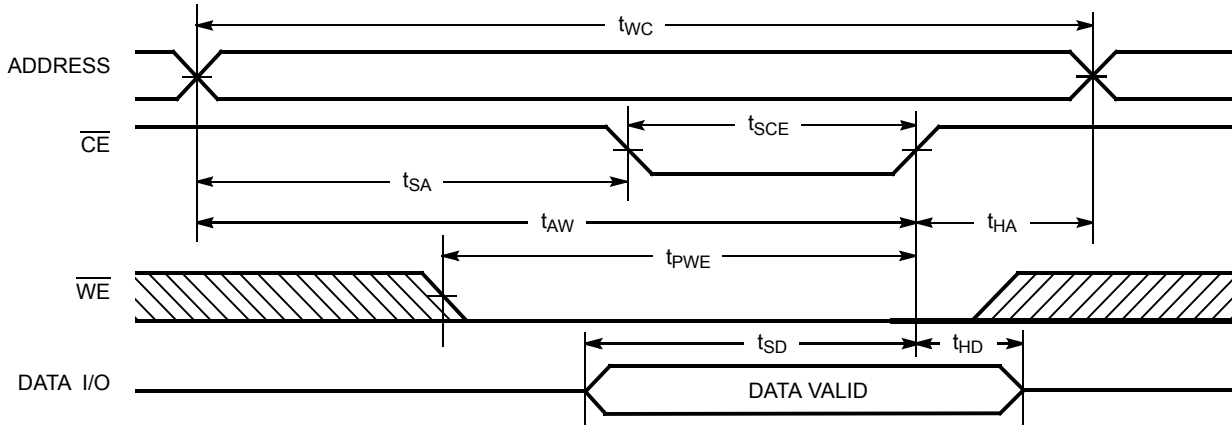 tWC
ADDRESS
CE
tSCE
tSA
tAW
tHA
tPWE
WE
tSD
tHD
DATA I/O
DATA VALID